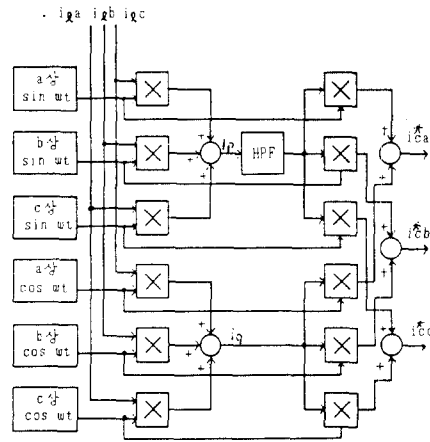 iℓa iℓb iℓc
a상
sin ωt
b상
sin ωt
c상
sin ωt
a상
cos ωt
b상
cos ωt
c상
cos ωt
+
+
+
ip
HPF
+
+
+
iq
+
+
i*ca
+
+
i*cb
+
+
i*cc